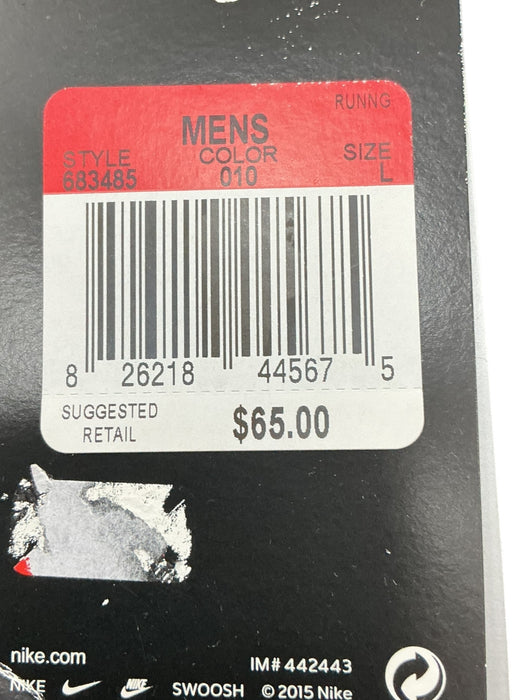 RUNNG
MENS
STYLE COLOR SIZE
683485 010 L
8 26218 44567 5
SUGGESTED
RETAIL $65.00
nike.com IM# 442443
NIKE NIKE SWOOSH © 2015 Nike